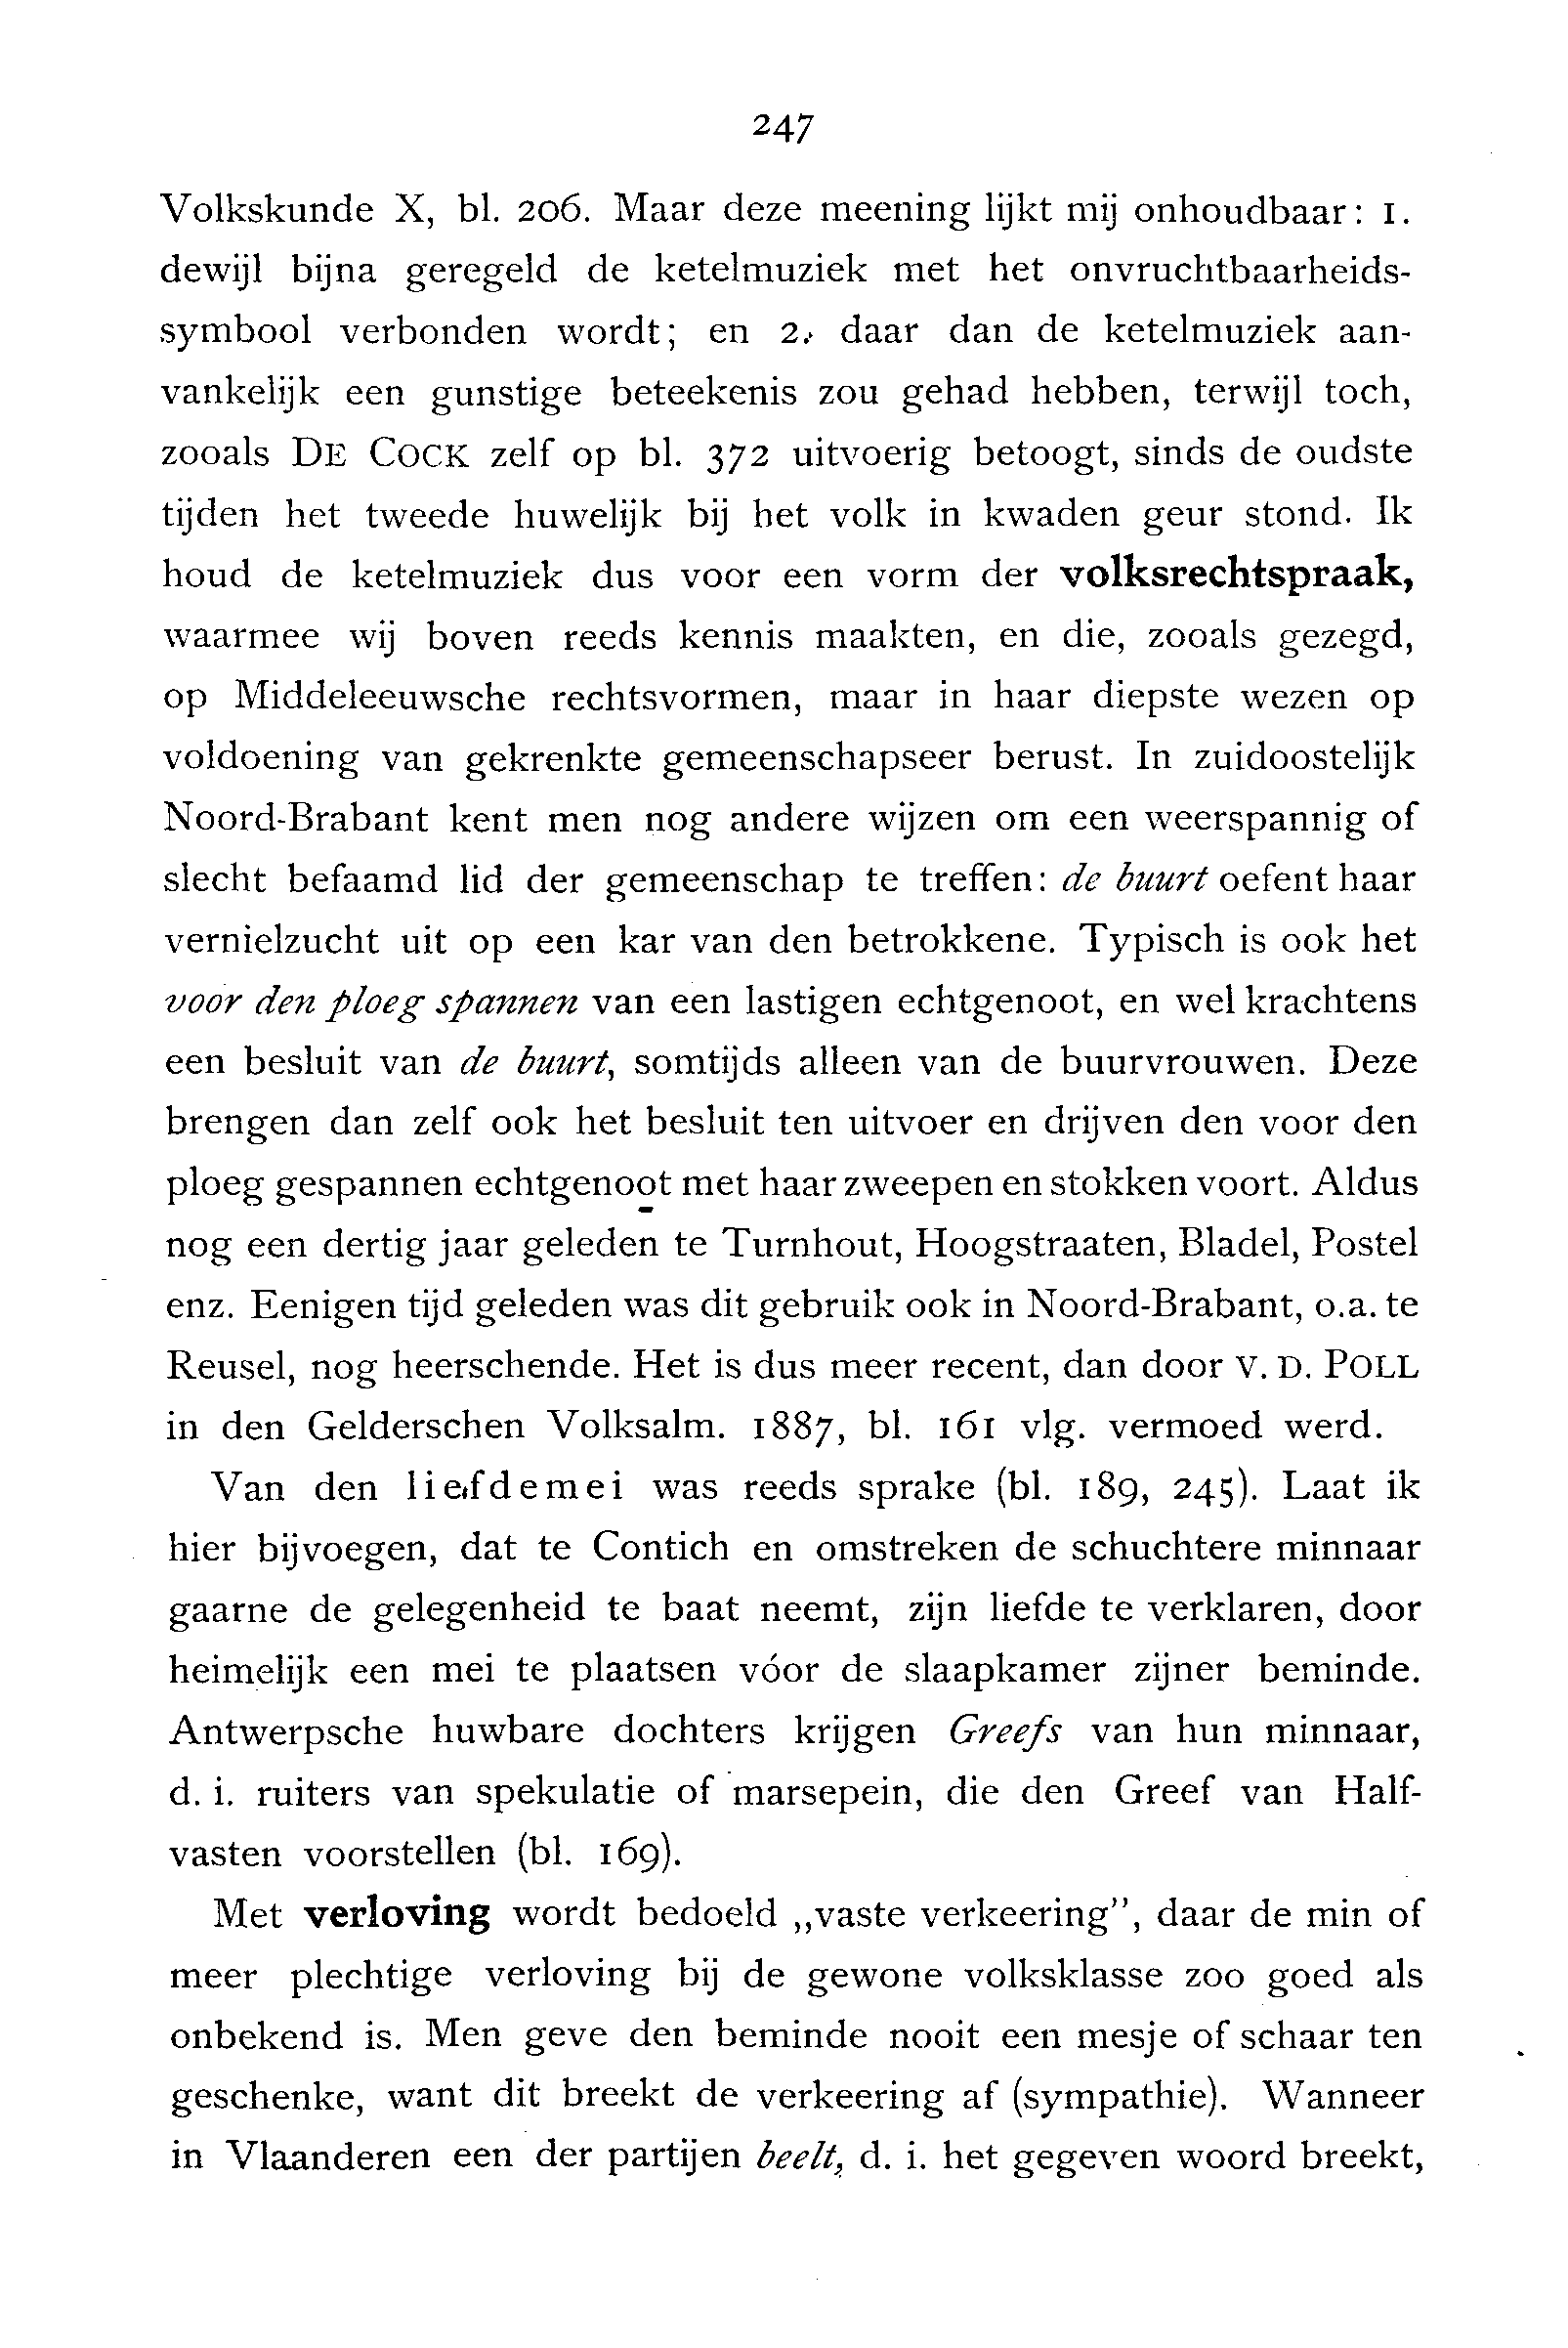 247
Volkskunde X, bl. 206. Maar deze meening lijkt mij onhoudbaar: 1.
dewijl bijna geregeld de ketelmuziek met het onvruchtbaarheids-
symbool verbonden wordt; en 2. daar dan de ketelmuziek aan-
vankelijk een gunstige beteekenis zou gehad hebben, terwijl toch,
zooals DE COCK zelf op bl. 372 uitvoerig betoogt, sinds de oudste
tijden het tweede huwelijk bij het volk in kwaden geur stond. Ik
houd de ketelmuziek dus voor een vorm der volksrechtspraak,
waarmee wij boven reeds kennis maakten, en die, zooals gezegd,
op Middeleeuwsche rechtsvormen, maar in haar diepste wezen op
voldoening van gekrenkte gemeenschapseer berust. In zuidoostelijk
Noord-Brabant kent men nog andere wijzen om een weerspannig of
slecht befaamd lid der gemeenschap te treffen: de buurt oefent haar
vernielzucht uit op een kar van den betrokkene. Typisch is ook het
voor den ploeg spannen van een lastigen echtgenoot, en wel krachtens
een besluit van de buurt, somtijds alleen van de buurvrouwen. Deze
brengen dan zelf ook het besluit ten uitvoer en drijven den voor den
ploeg gespannen echtgenoot met haar zweepen en stokken voort. Aldus
nog een dertig jaar geleden te Turnhout, Hoogstraaten, Bladel, Postel
enz. Eenigen tijd geleden was dit gebruik ook in Noord-Brabant, o.a. te
Reusel, nog heerschende. Het is dus meer recent, dan door V. D. POLL
in den Gelderschen Volksalm. 1887, bl. 161 vlg. vermoed werd.
Van den liefdemei was reeds sprake (bl. 189, 245). Laat ik
hier bijvoegen, dat te Contich en omstreken de schuchtere minnaar
gaarne de gelegenheid te baat neemt, zijn liefde te verklaren, door
heimelijk een mei te plaatsen vóor de slaapkamer zijner beminde.
Antwerpsche huwbare dochters krijgen Greefs van hun minnaar,
d. i. ruiters van spekulatie of marsepein, die den Greef van Half-
vasten voorstellen (bl. 169).
Met verloving wordt bedoeld „vaste verkeering”, daar de min of
meer plechtige verloving bij de gewone volksklasse zoo goed als
onbekend is. Men geve den beminde nooit een mesje of schaar ten
geschenke, want dit breekt de verkeering af (sympathie). Wanneer
in Vlaanderen een der partijen beelt, d. i. het gegeven woord breekt,